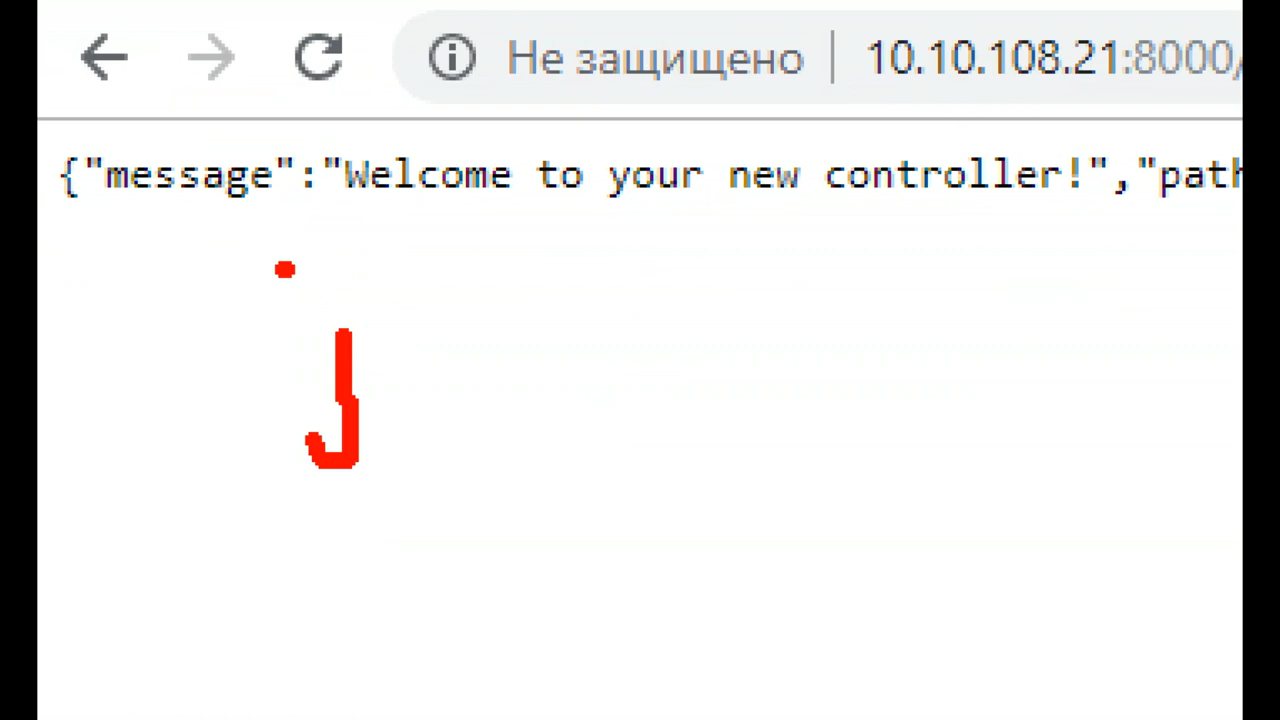 Не защищено | 10.10.108.21:8000/
{"message":"Welcome to your new controller!","path
J